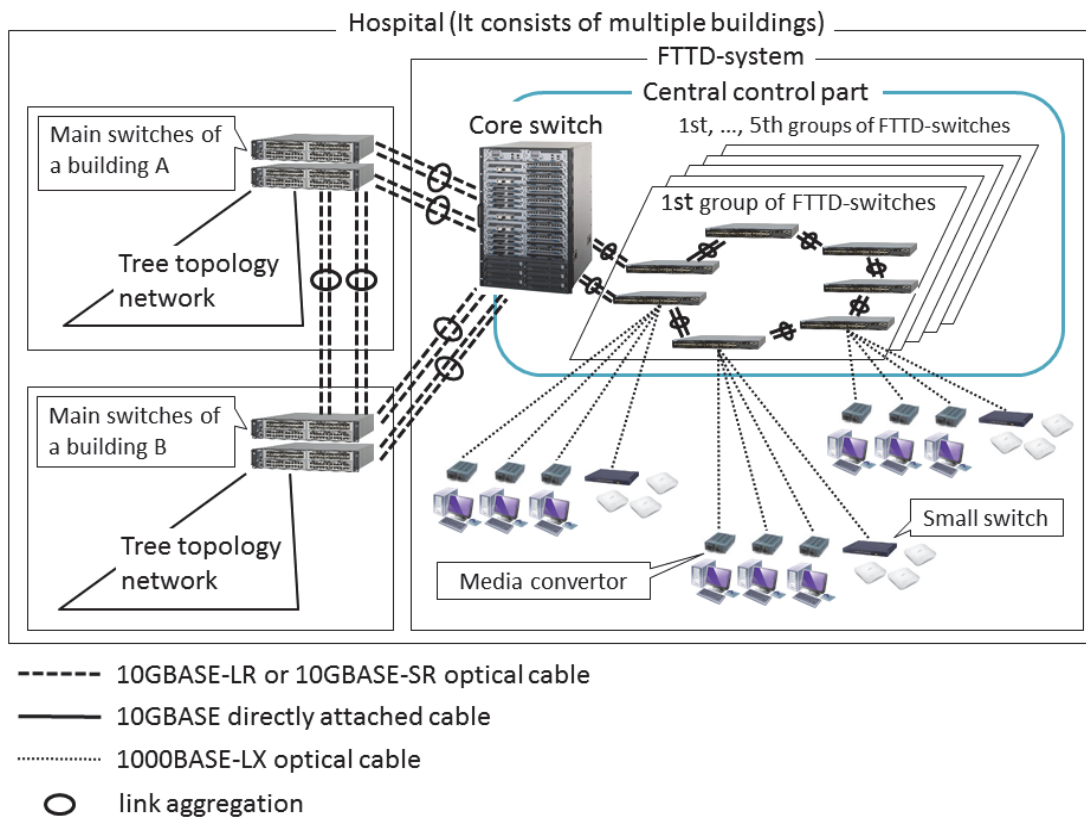 Hospital (It consists of multiple buildings)
FTTD-system
Central control part
Main switches of
a building A
Core switch
1st, ..., 5th groups of FTTD-switches
1st group of FTTD-switches
Tree topology
network
Main switches of
a building B
Tree topology
network
Small switch
Media convertor
10GBASE-LR or 10GBASE-SR optical cable
10GBASE directly attached cable
1000BASE-LX optical cable
link aggregation